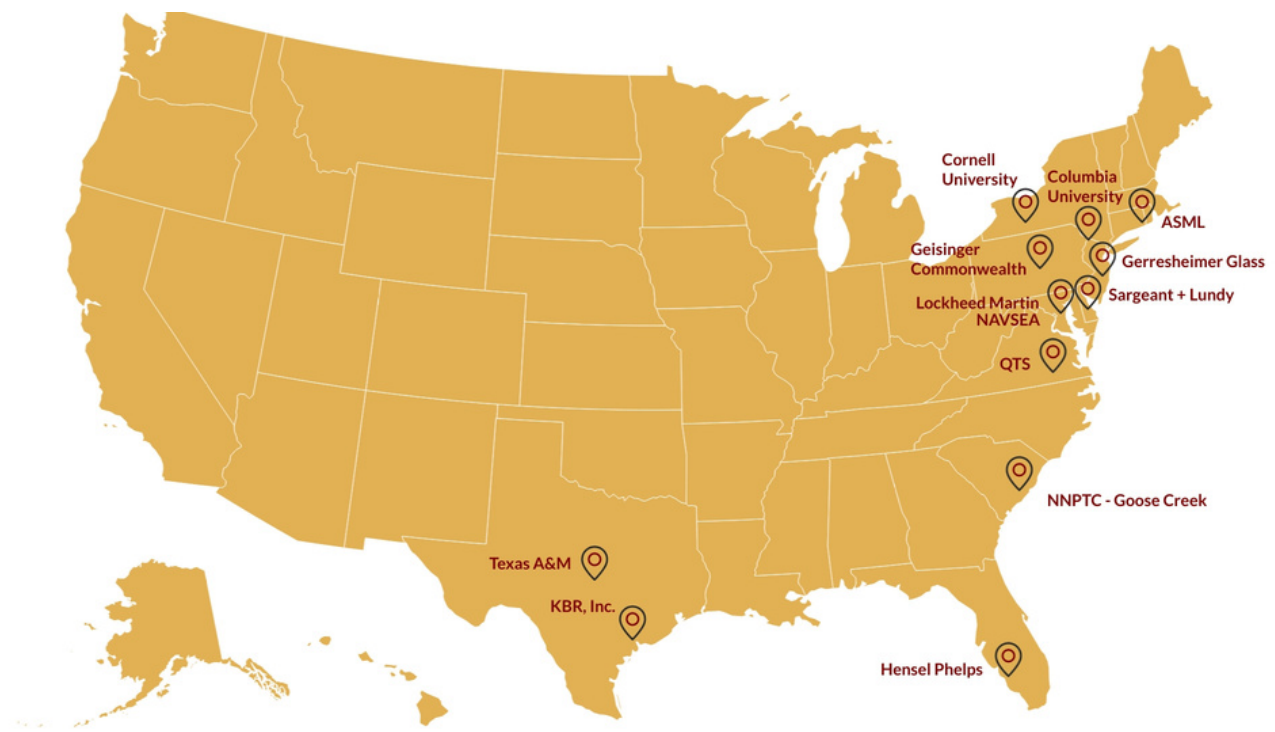 Cornell
University
Columbia
University
ASML
Geisinger
Commonwealth
Gerresheimer Glass
Lockheed Martin
NAVSEA
Sargeant + Lundy
QTS
NNPTC - Goose Creek
Texas A&M
KBR, Inc.
Hensel Phelps